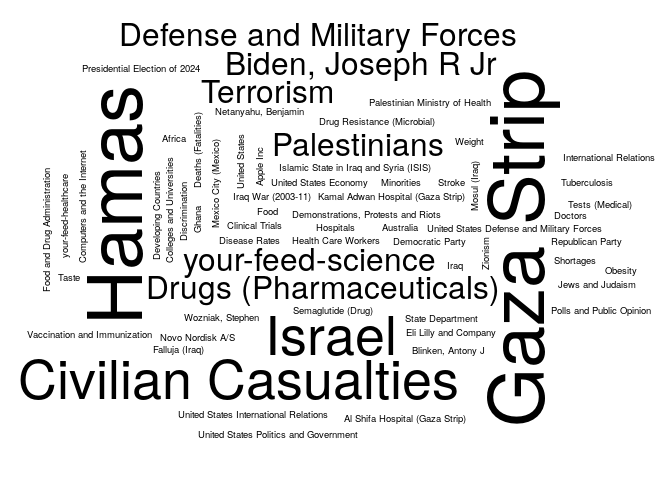 Defense and Military Forces
Biden, Joseph R Jr
Presidential Election of 2024
Terrorism
Hamas
Gaza Strip
Palestinian Ministry of Health
Netanyahu, Benjamin
Drug Resistance (Microbial)
Africa
Deaths (Fatalities)
United States
Apple Inc
Palestinians
Weight
International Relations
Food and Drug Administration
your-feed-healthcare
Computers and the Internet
Developing Countries
Colleges and Universities
Discrimination
Ghana
Mexico City (Mexico)
Islamic State in Iraq and Syria (ISIS)
Mosul (Iraq)
United States Economy
Minorities
Stroke
Tuberculosis
Iraq War (2003-11)
Kamal Adwan Hospital (Gaza Strip)
Tests (Medical)
Food
Demonstrations, Protests and Riots
Doctors
Clinical Trials
Hospitals
Australia
United States Defense and Military Forces
Disease Rates
Health Care Workers
Democratic Party
Zionism
Republican Party
your-feed-science
Iraq
Shortages
Obesity
Taste
Drugs (Pharmaceuticals)
Jews and Judaism
Semaglutide (Drug)
Polls and Public Opinion
Wozniak, Stephen
State Department
Vaccination and Immunization
Novo Nordisk A/S
Israel
Eli Lilly and Company
Falluja (Iraq)
Blinken, Antony J
Civilian Casualties
United States International Relations
Al Shifa Hospital (Gaza Strip)
United States Politics and Government